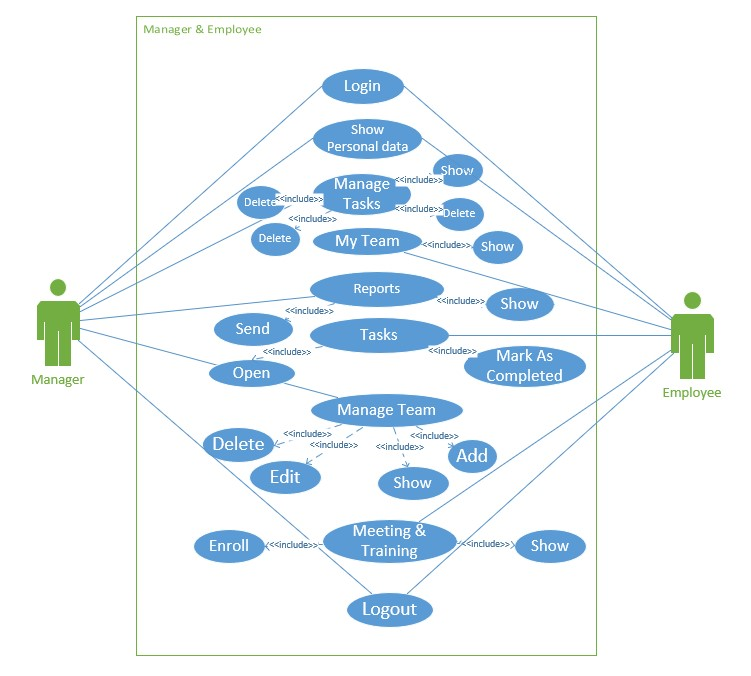 Manager & Employee
Login
Show
Personal data
Show
<<include>>
Manage
Tasks
<<include>>
Delete
<<include>>
Delete
<<include>>
Delete
My Team
<<include>>
Show
Reports
<<include>>
Show
<<include>>
Send
Tasks
<<include>>
Open
<<include>>
Mark As
Completed
Manager
Employee
Manage Team
<<include>>
Delete
<<include>>
Edit
<<include>>
Show
<<include>>
Add
Meeting &
Training
<<include>>
Enroll
<<include>>
Show
Logout